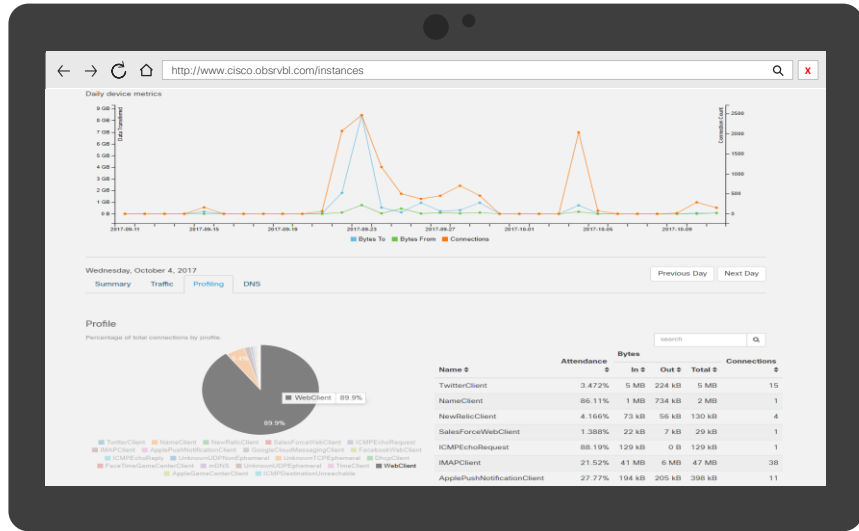 http://www.cisco.obsrvbl.com/instances
x
Daily device metrics
9 GB
8 GB
7 GB
6 GB
5 GB
4 GB
3 GB
2 GB
1 GB
0 B
Data Transferred
Connection Count
2500
2000
1500
1000
500
0
2017-09-11 2017-09-15 2017-09-19 2017-09-23 2017-09-27 2017-10-01 2017-10-05 2017-10-09
Bytes To Bytes From Connections
Wednesday, October 4, 2017
Previous Day Next Day
Summary Traffic Profiling DNS
Profile
Percentage of total connections by profile.
WebClient 89.9%
89.9%
TwitterClient NameClient NewRelicClient SalesForceWebClient ICMPEchoRequest
IMAPClient ApplePushNotificationClient GoogleCloudMessagingClient FacebookWebClient
ICMPEchoReply UnknownUDPNonEphemeral UnknownTCPEphemeral DhcpClient
FaceTimeGameCenterClient mDNS UnknownUDPEphemeral TimeClient WebClient
AppleGameCenterClient ICMPDestinationUnreachable
search
Bytes
Attendance Connections
Name In Out Total
TwitterClient 3.472% 5 MB 224 kB 5 MB 15
NameClient 86.11% 1 MB 734 kB 2 MB 1
NewRelicClient 4.166% 73 kB 56 kB 130 kB 4
SalesForceWebClient 1.388% 22 kB 7 kB 29 kB 1
ICMPEchoRequest 88.19% 129 kB 0 B 129 kB 1
IMAPClient 21.52% 41 MB 6 MB 47 MB 38
ApplePushNotificationClient 27.77% 194 kB 205 kB 398 kB 11